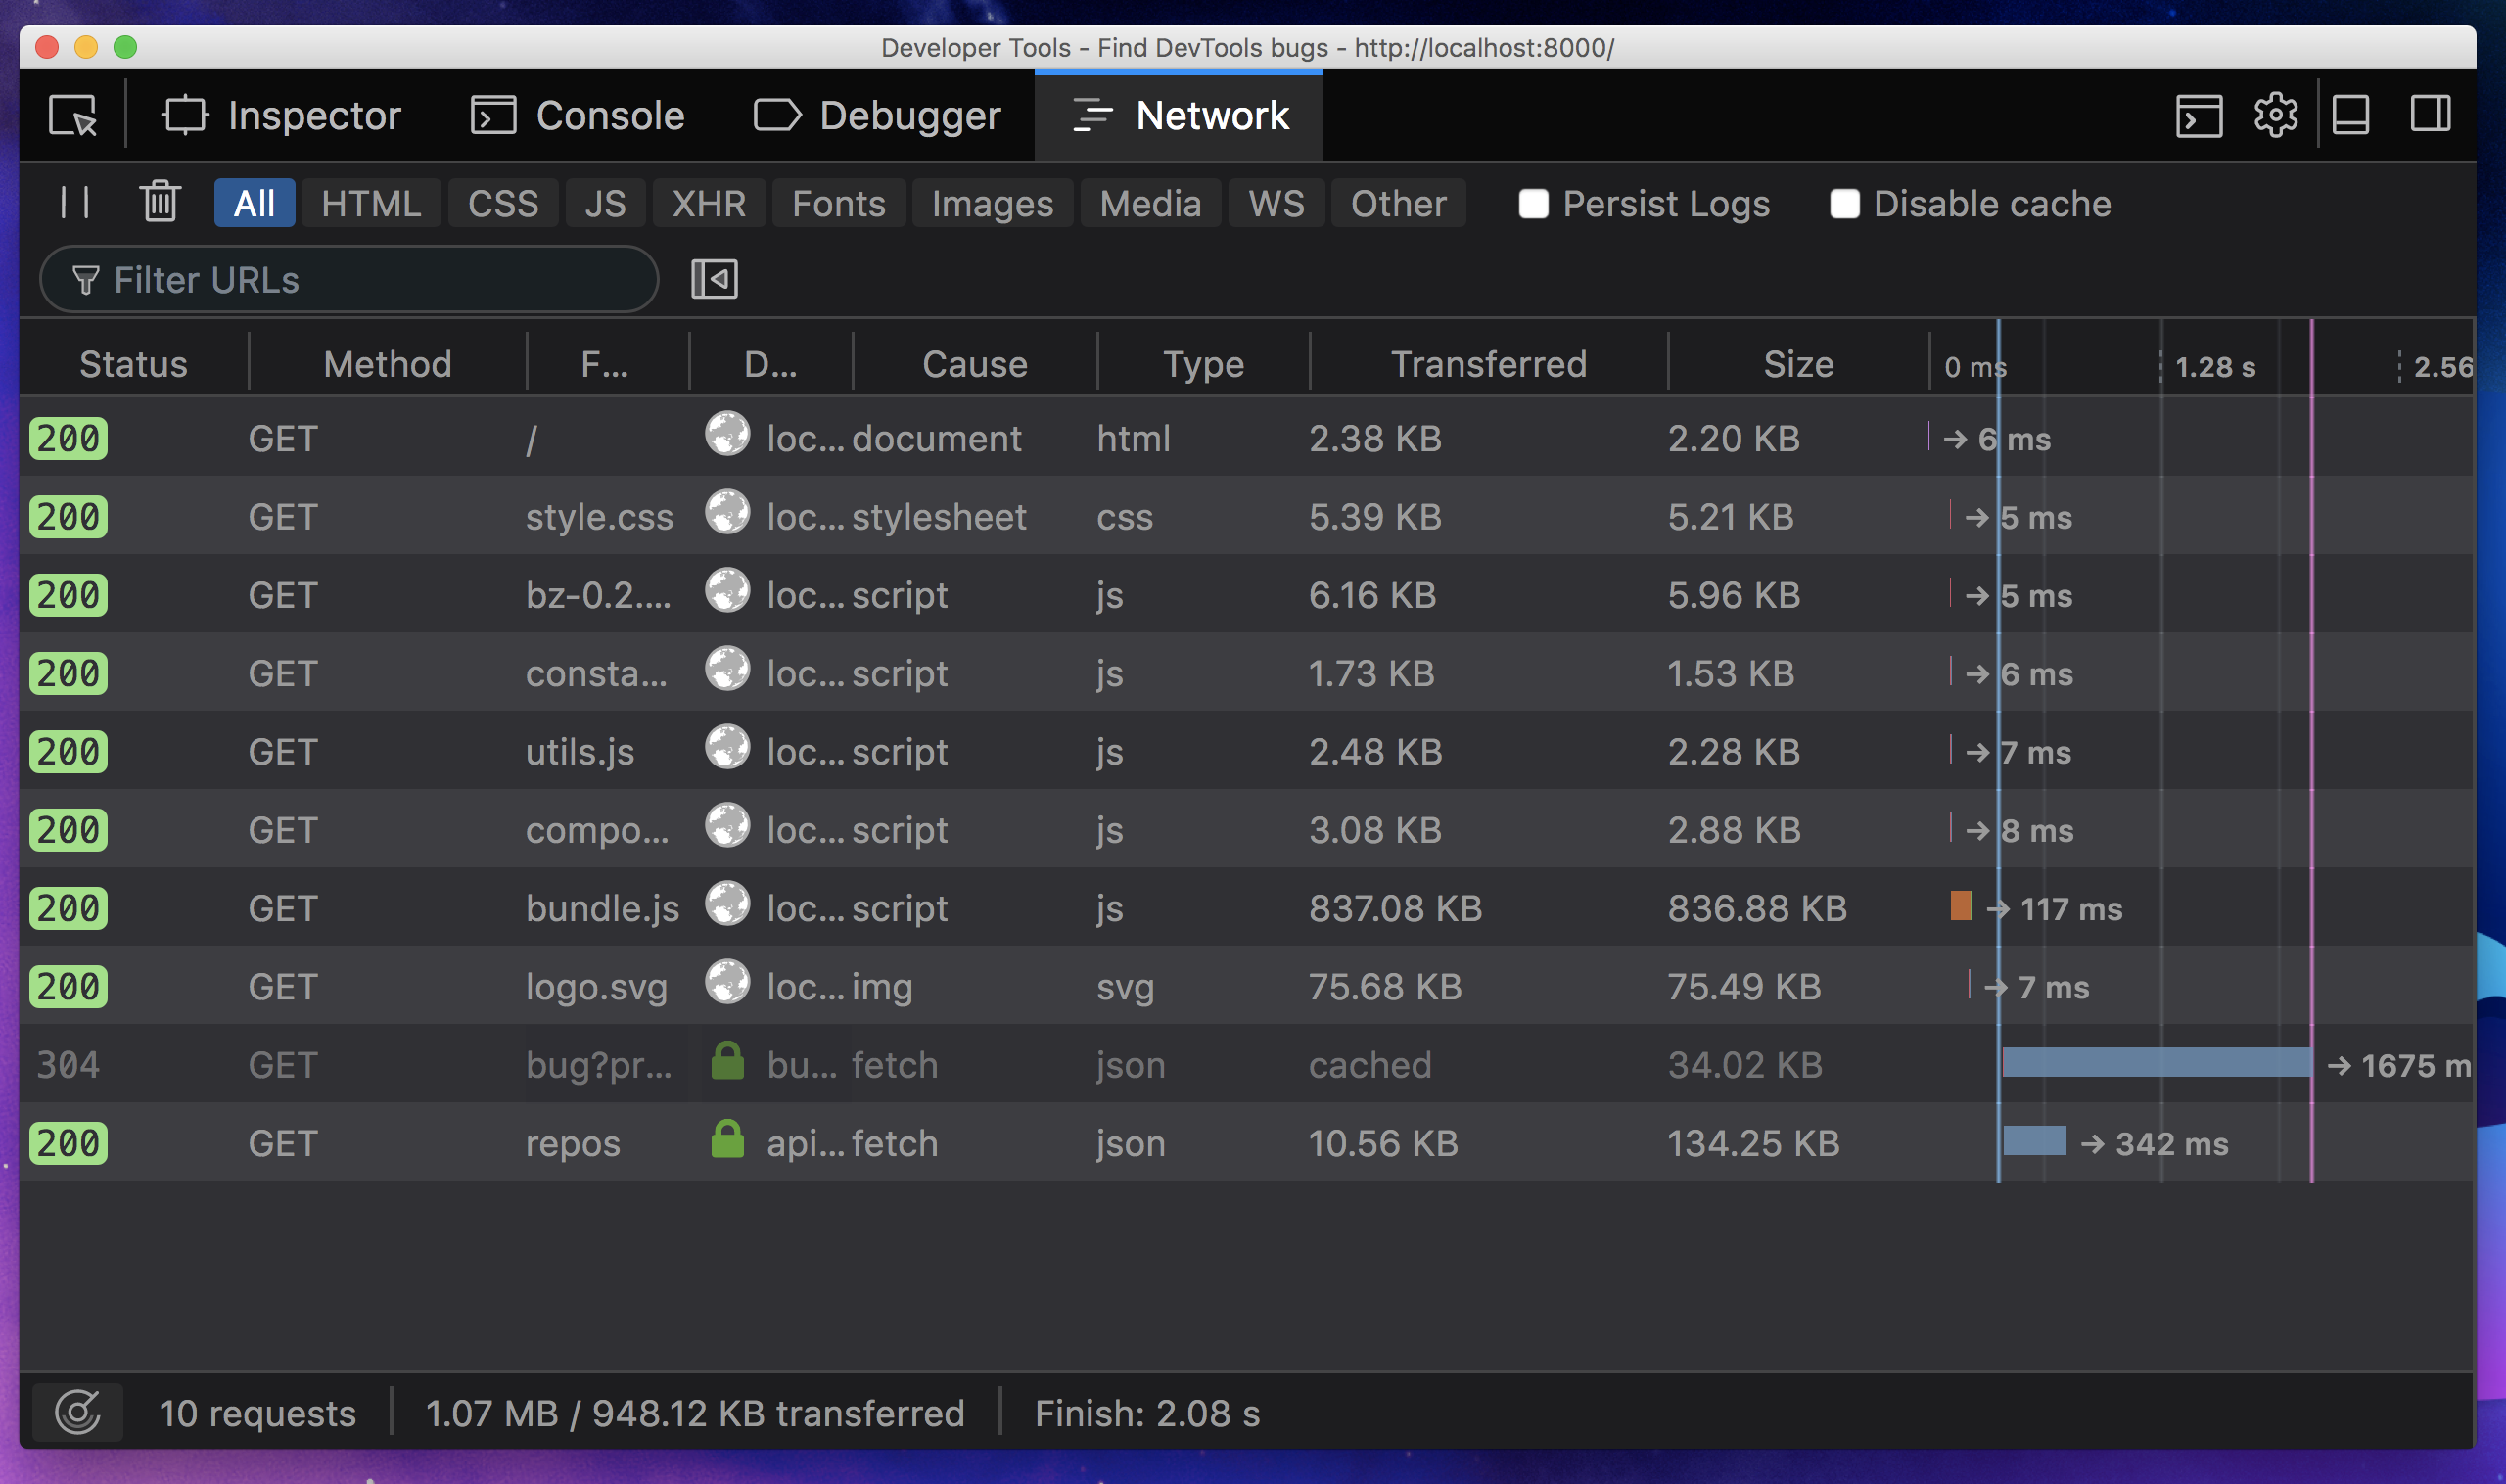 Developer Tools - Find DevTools bugs - http://localhost:8000/
Inspector Console Debugger Network
All HTML CSS JS XHR Fonts Images Media WS Other Persist Logs Disable cache
Filter URLs
Status Method F... D... Cause Type Transferred Size 0 ms 1.28 s 2.56
200 GET / loc... document html 2.38 KB 2.20 KB → 6 ms
200 GET style.css loc... stylesheet css 5.39 KB 5.21 KB → 5 ms
200 GET bz-0.2.... loc... script js 6.16 KB 5.96 KB → 5 ms
200 GET consta... loc... script js 1.73 KB 1.53 KB → 6 ms
200 GET utils.js loc... script js 2.48 KB 2.28 KB → 7 ms
200 GET compo... loc... script js 3.08 KB 2.88 KB → 8 ms
200 GET bundle.js loc... script js 837.08 KB 836.88 KB → 117 ms
200 GET logo.svg loc... img svg 75.68 KB 75.49 KB → 7 ms
304 GET bug?pr... bu... fetch json cached 34.02 KB → 1675 m
200 GET repos api... fetch json 10.56 KB 134.25 KB → 342 ms
10 requests 1.07 MB / 948.12 KB transferred Finish: 2.08 s